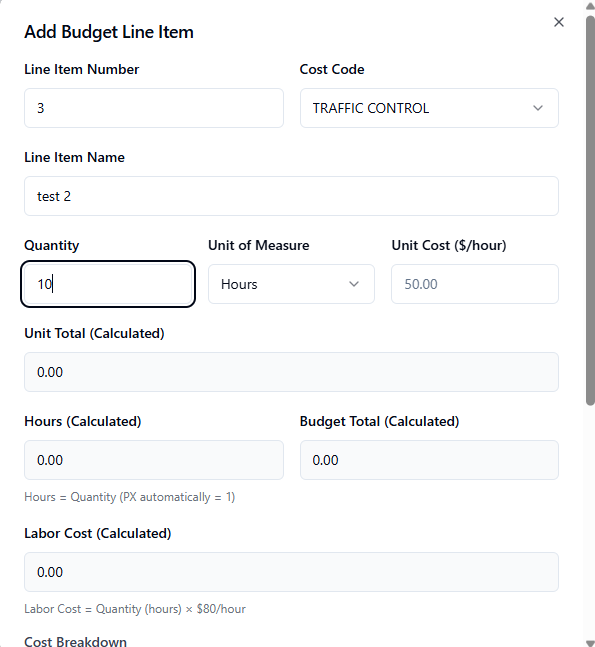 Add Budget Line Item
Line Item Number Cost Code
3 TRAFFIC CONTROL
Line Item Name
test 2
Quantity Unit of Measure Unit Cost ($/hour)
10 Hours 50.00
Unit Total (Calculated)
0.00
Hours (Calculated) Budget Total (Calculated)
0.00 0.00
Hours = Quantity (PX automatically = 1)
Labor Cost (Calculated)
0.00
Labor Cost = Quantity (hours) × $80/hour
Cost Breakdown